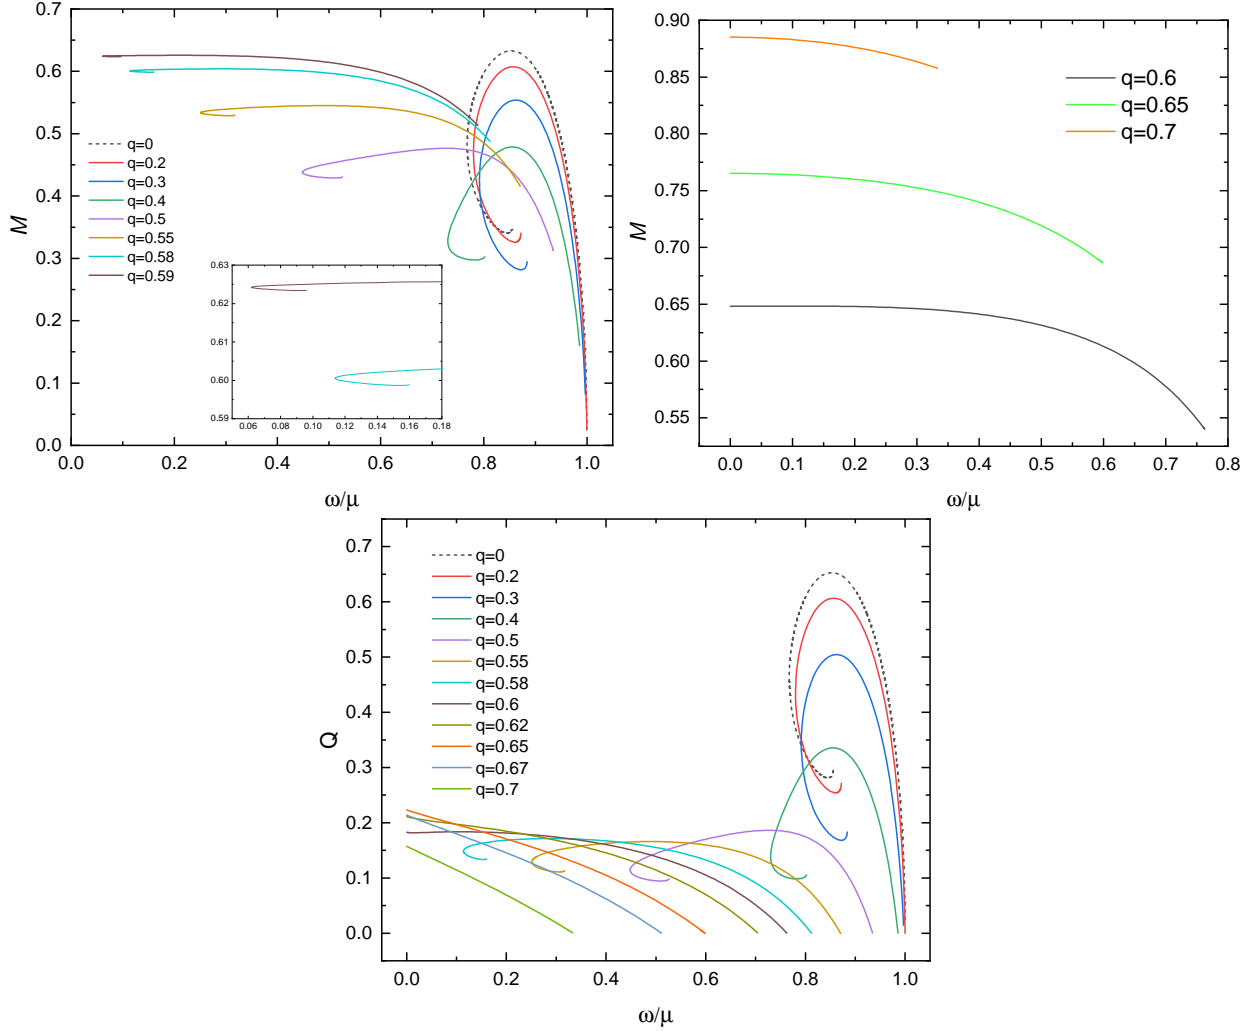 0.7
0.6
0.5
0.4
0.3
0.2
0.1
0.0
M
q=0
q=0.2
q=0.3
q=0.4
q=0.5
q=0.55
q=0.58
q=0.59
0.63
0.62
0.61
0.60
0.59
0.06 0.08 0.10 0.12 0.14 0.16 0.18
0.0 0.2 0.4 0.6 0.8 1.0
ω/μ
0.90
0.85
0.80
0.75
0.70
0.65
0.60
0.55
M
q=0.6
q=0.65
q=0.7
0.0 0.1 0.2 0.3 0.4 0.5 0.6 0.7 0.8
ω/μ
0.7
0.6
0.5
0.4
0.3
0.2
0.1
0.0
Q
q=0
q=0.2
q=0.3
q=0.4
q=0.5
q=0.55
q=0.58
q=0.6
q=0.62
q=0.65
q=0.67
q=0.7
0.0 0.2 0.4 0.6 0.8 1.0
ω/μ